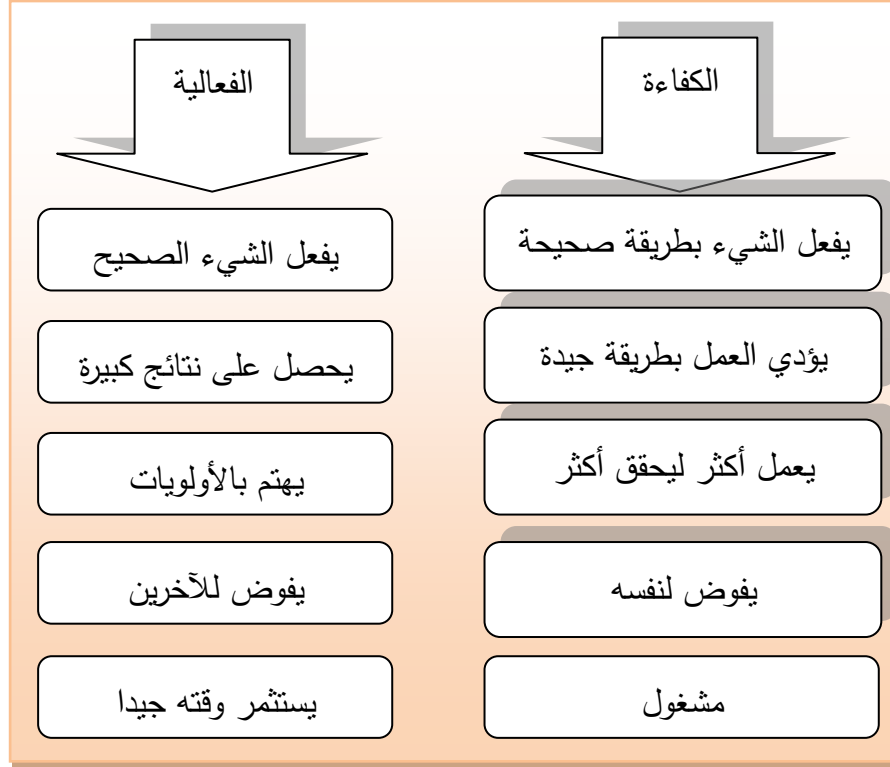 الكفاءة
يفعل الشيء بطريقة صحيحة
يؤدي العمل بطريقة جيدة
يعمل أكثر ليحقق أكثر
يفوض لنفسه
مشغول
الفعالية
يفعل الشيء الصحيح
يحصل على نتائج كبيرة
يهتم بالأولويات
يفوض للآخرين
يستثمر وقته جيدا